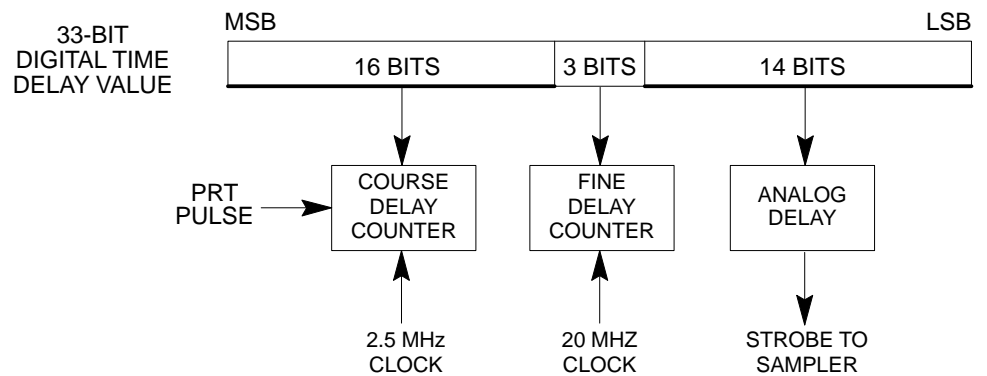 MSB
LSB
33-BIT
DIGITAL TIME
DELAY VALUE
16 BITS
3 BITS
14 BITS
PRT
PULSE
COURSE
DELAY
COUNTER
FINE
DELAY
COUNTER
ANALOG
DELAY
2.5 MHz
CLOCK
20 MHZ
CLOCK
STROBE TO
SAMPLER